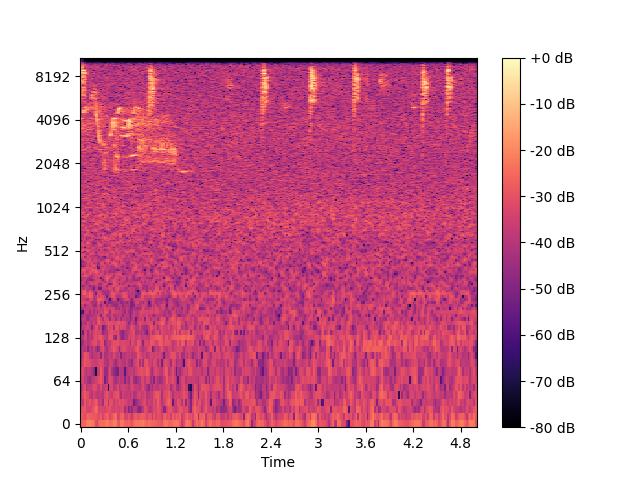 8192
4096
2048
1024
512
256
128
64
0
Hz
0 0.6 1.2 1.8 2.4 3 3.6 4.2 4.8
Time
+0 dB
-10 dB
-20 dB
-30 dB
-40 dB
-50 dB
-60 dB
-70 dB
-80 dB